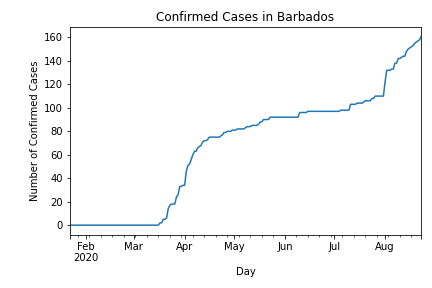 Confirmed Cases in Barbados
160
140
120
100
80
60
40
20
0
Number of Confirmed Cases
Feb Mar Apr May Jun Jul Aug
2020
Day